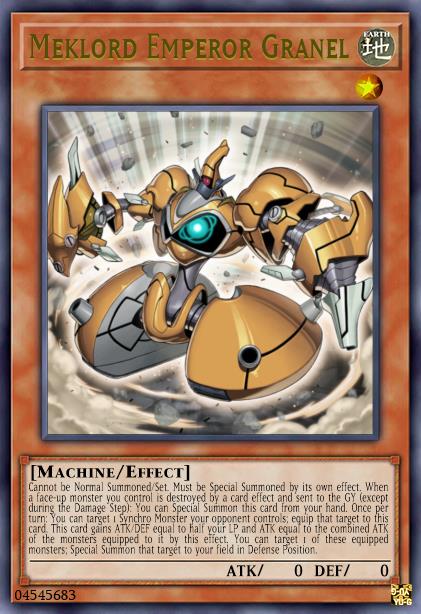 MEKLORD EMPEROR GRANEL
EARTH
地
[MACHINE/EFFECT]
Cannot be Normal Summoned/Set. Must be Special Summoned by its own effect. When
a face-up monster you control is destroyed by a card effect and sent to the GY (except
during the Damage Step): You can Special Summon this card from your hand. Once per
turn: You can target 1 Synchro Monster your opponent controls; equip that target to this
card. This card gains ATK/DEF equal to half your LP and ATK equal to the combined ATK
of the monsters equipped to it by this effect. You can target 1 of these equipped
monsters; Special Summon that target to your field in Defense Position.
ATK/ 0 DEF/ 0
04545683